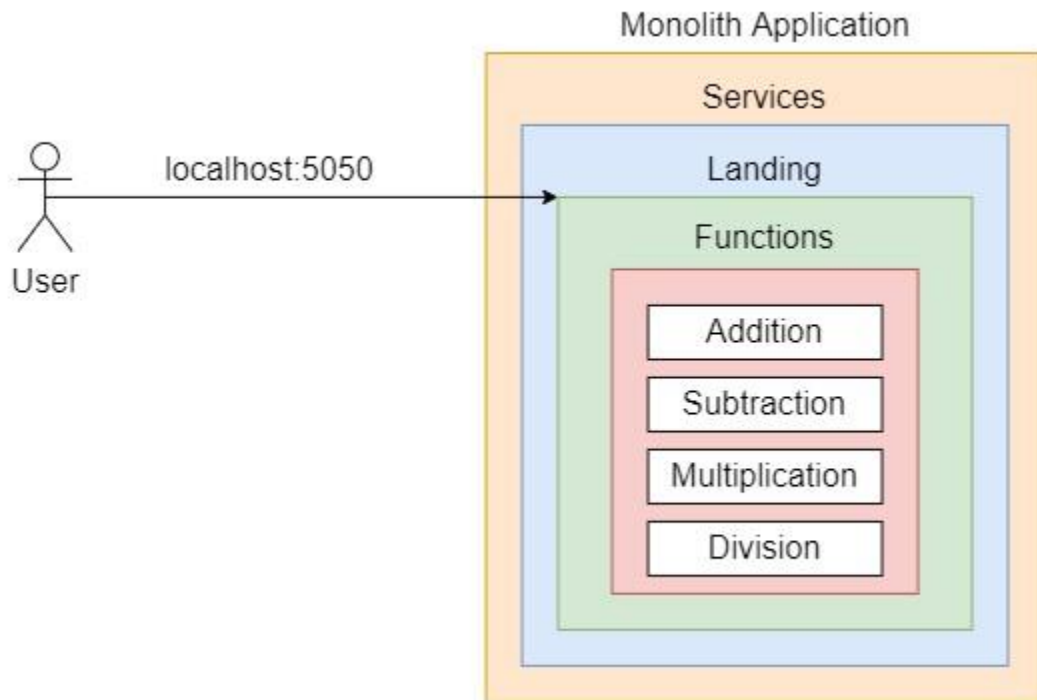 Monolith Application
Services
localhost:5050
Landing
User
Functions
Addition
Subtraction
Multiplication
Division